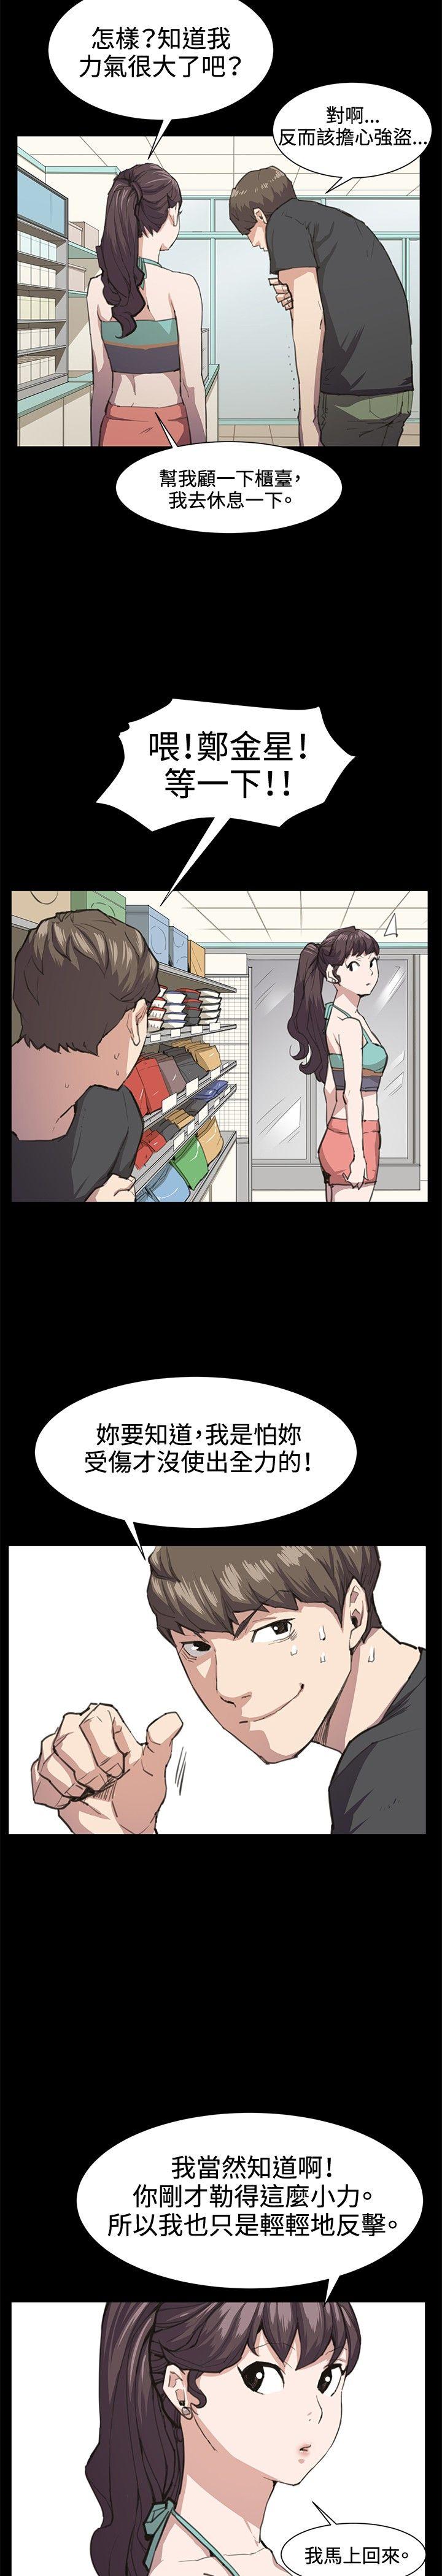 怎樣？知道我
力氣很大了吧？
對啊…
反而該擔心強盜…
幫我顧一下櫃臺，
我去休息一下。
喂！鄭金星！
等一下！！
妳要知道，我是怕妳
受傷才沒使出全力的！
我當然知道啊！
你剛才勒得這麼小力。
所以我也只是輕輕地反擊。
我馬上回來。